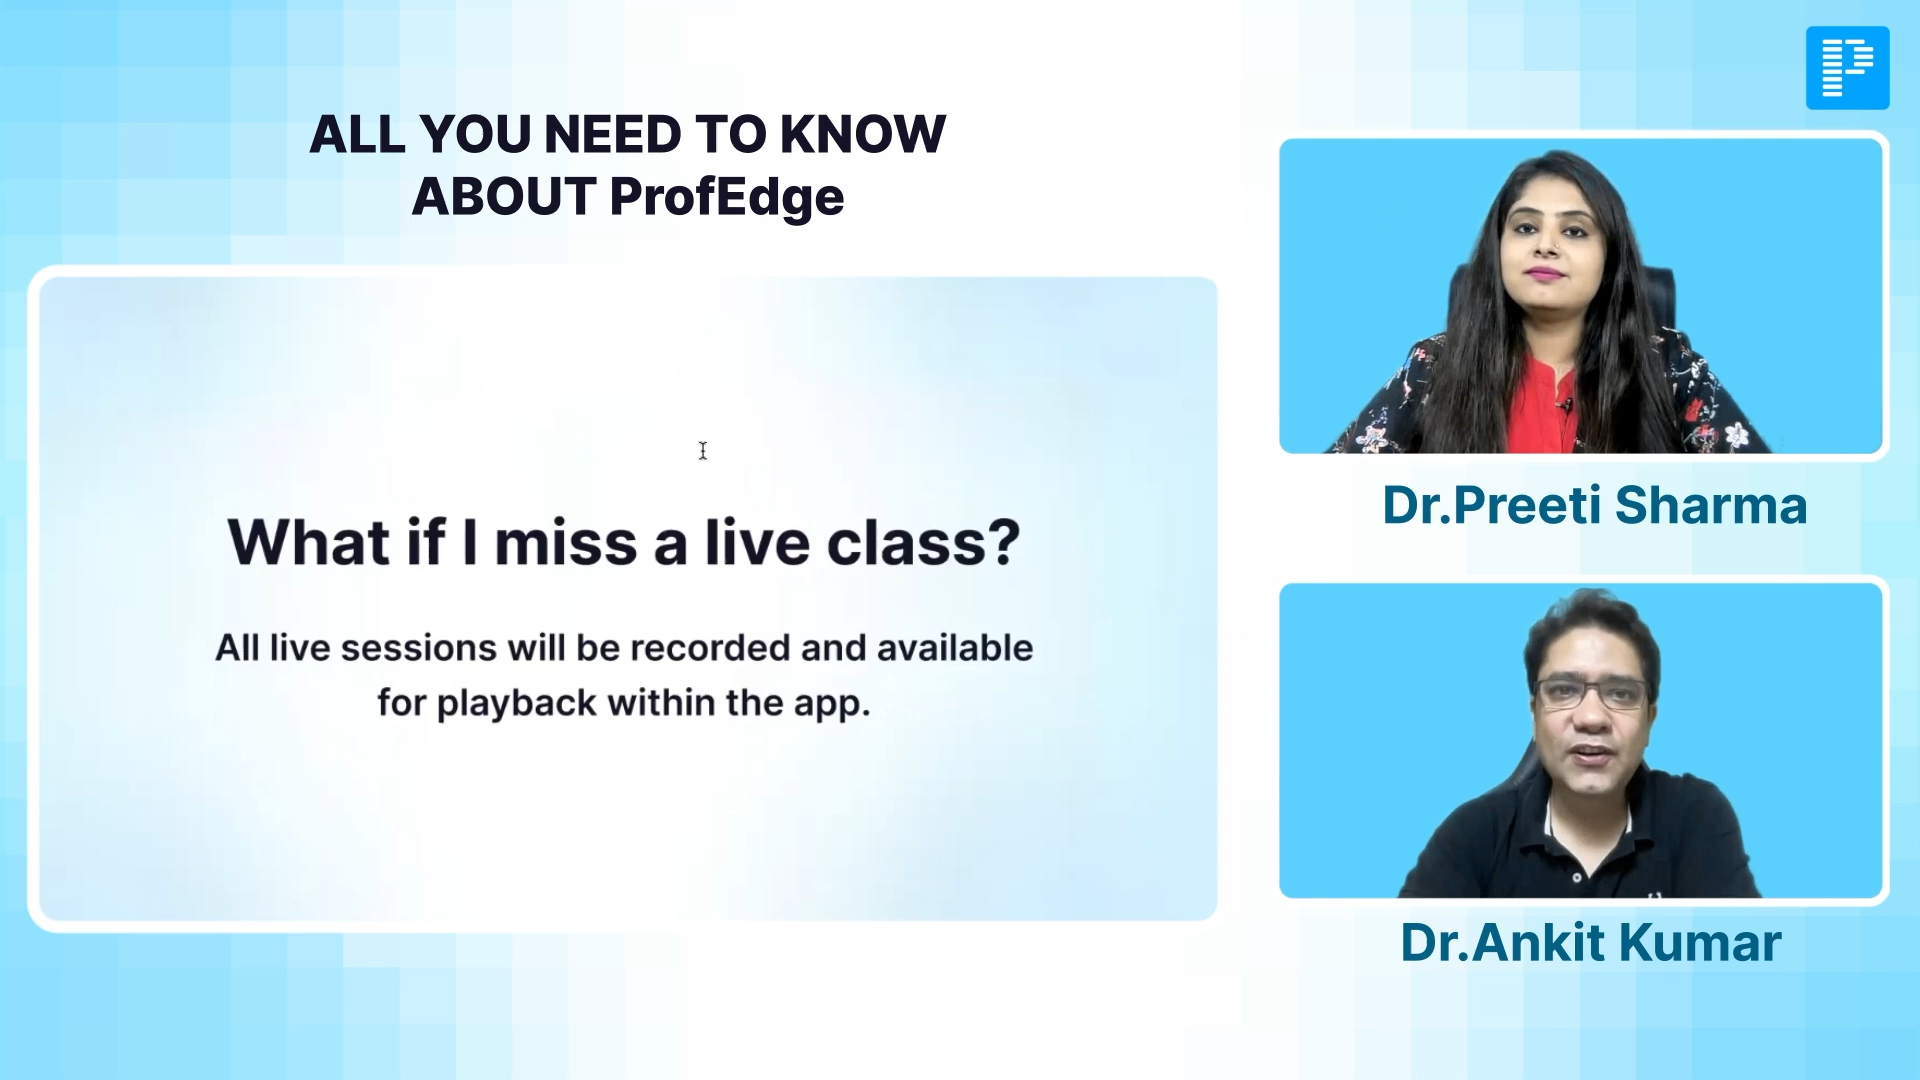 ALL YOU NEED TO KNOW
ABOUT ProfEdge
What if I miss a live class?
All live sessions will be recorded and available
for playback within the app.
P
Dr.Preeti Sharma
Dr.Ankit Kumar